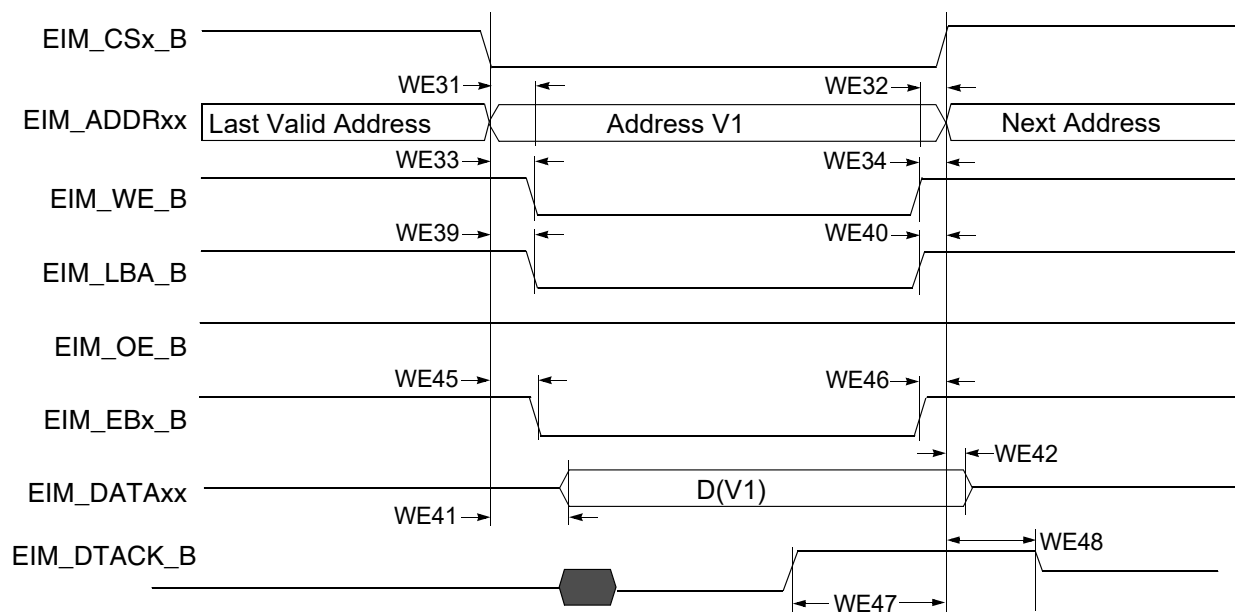 EIM_CSx_B
WE31
WE32
EIM_ADDRxx
Last Valid Address
Address V1
Next Address
WE33
WE34
EIM_WE_B
WE39
WE40
EIM_LBA_B
EIM_OE_B
WE45
WE46
EIM_EBx_B
WE42
EIM_DATAxx
D(V1)
WE41
EIM_DTACK_B
WE48
WE47